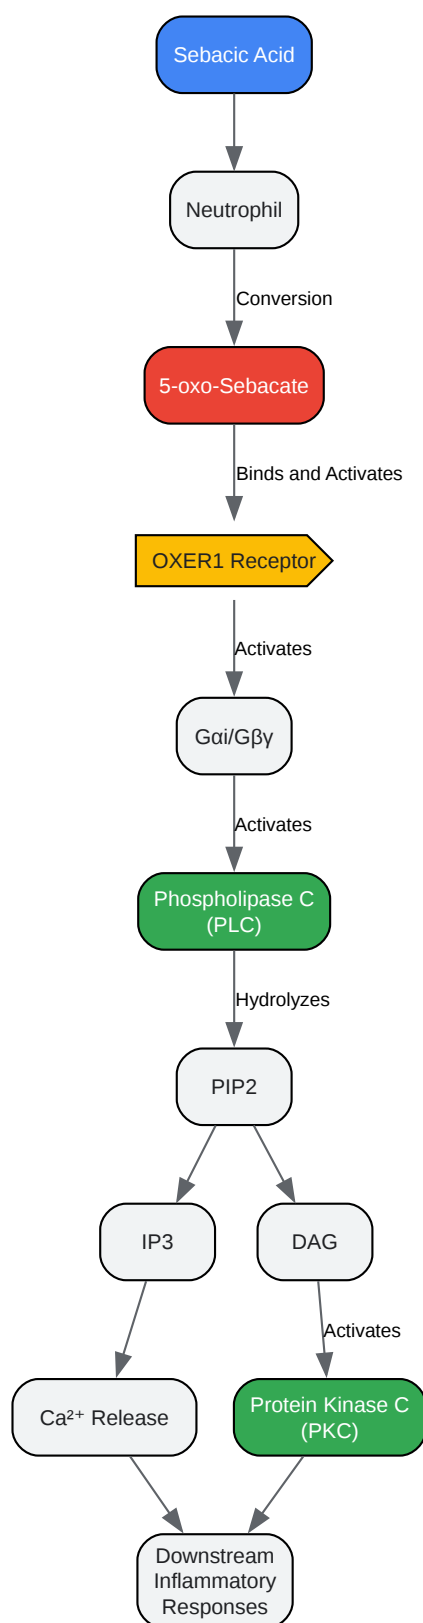 Sebacic Acid
Neutrophil
Conversion
5-oxo-Sebacate
Binds and Activates
OXER1 Receptor
Activates
Gαi/Gβγ
Activates
Phospholipase C
(PLC)
Hydrolyzes
PIP2
IP3
DAG
Activates
Ca²⁺ Release
Protein Kinase C
(PKC)
Downstream
Inflammatory
Responses